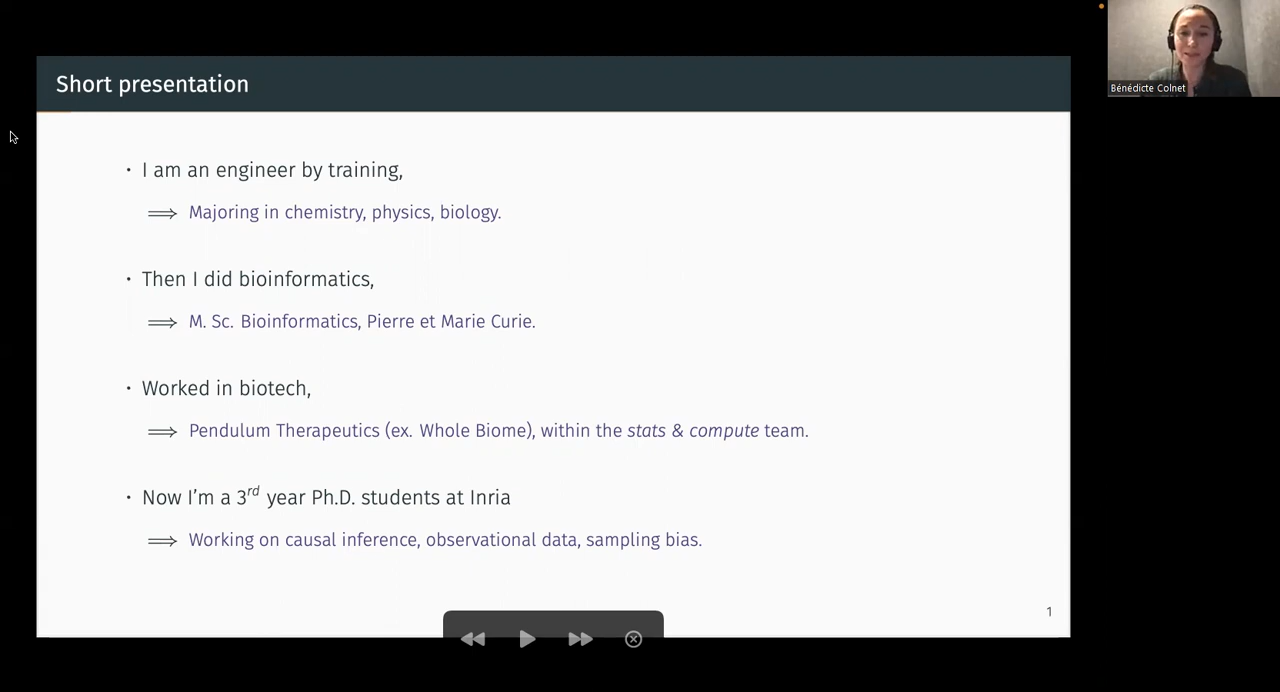 Short presentation
Bénédicte Colnet
• I am an engineer by training,
⟹ Majoring in chemistry, physics, biology.
• Then I did bioinformatics,
⟹ M. Sc. Bioinformatics, Pierre et Marie Curie.
• Worked in biotech,
⟹ Pendulum Therapeutics (ex. Whole Biome), within the stats & compute team.
• Now I'm a 3rd year Ph.D. students at Inria
⟹ Working on causal inference, observational data, sampling bias.
1